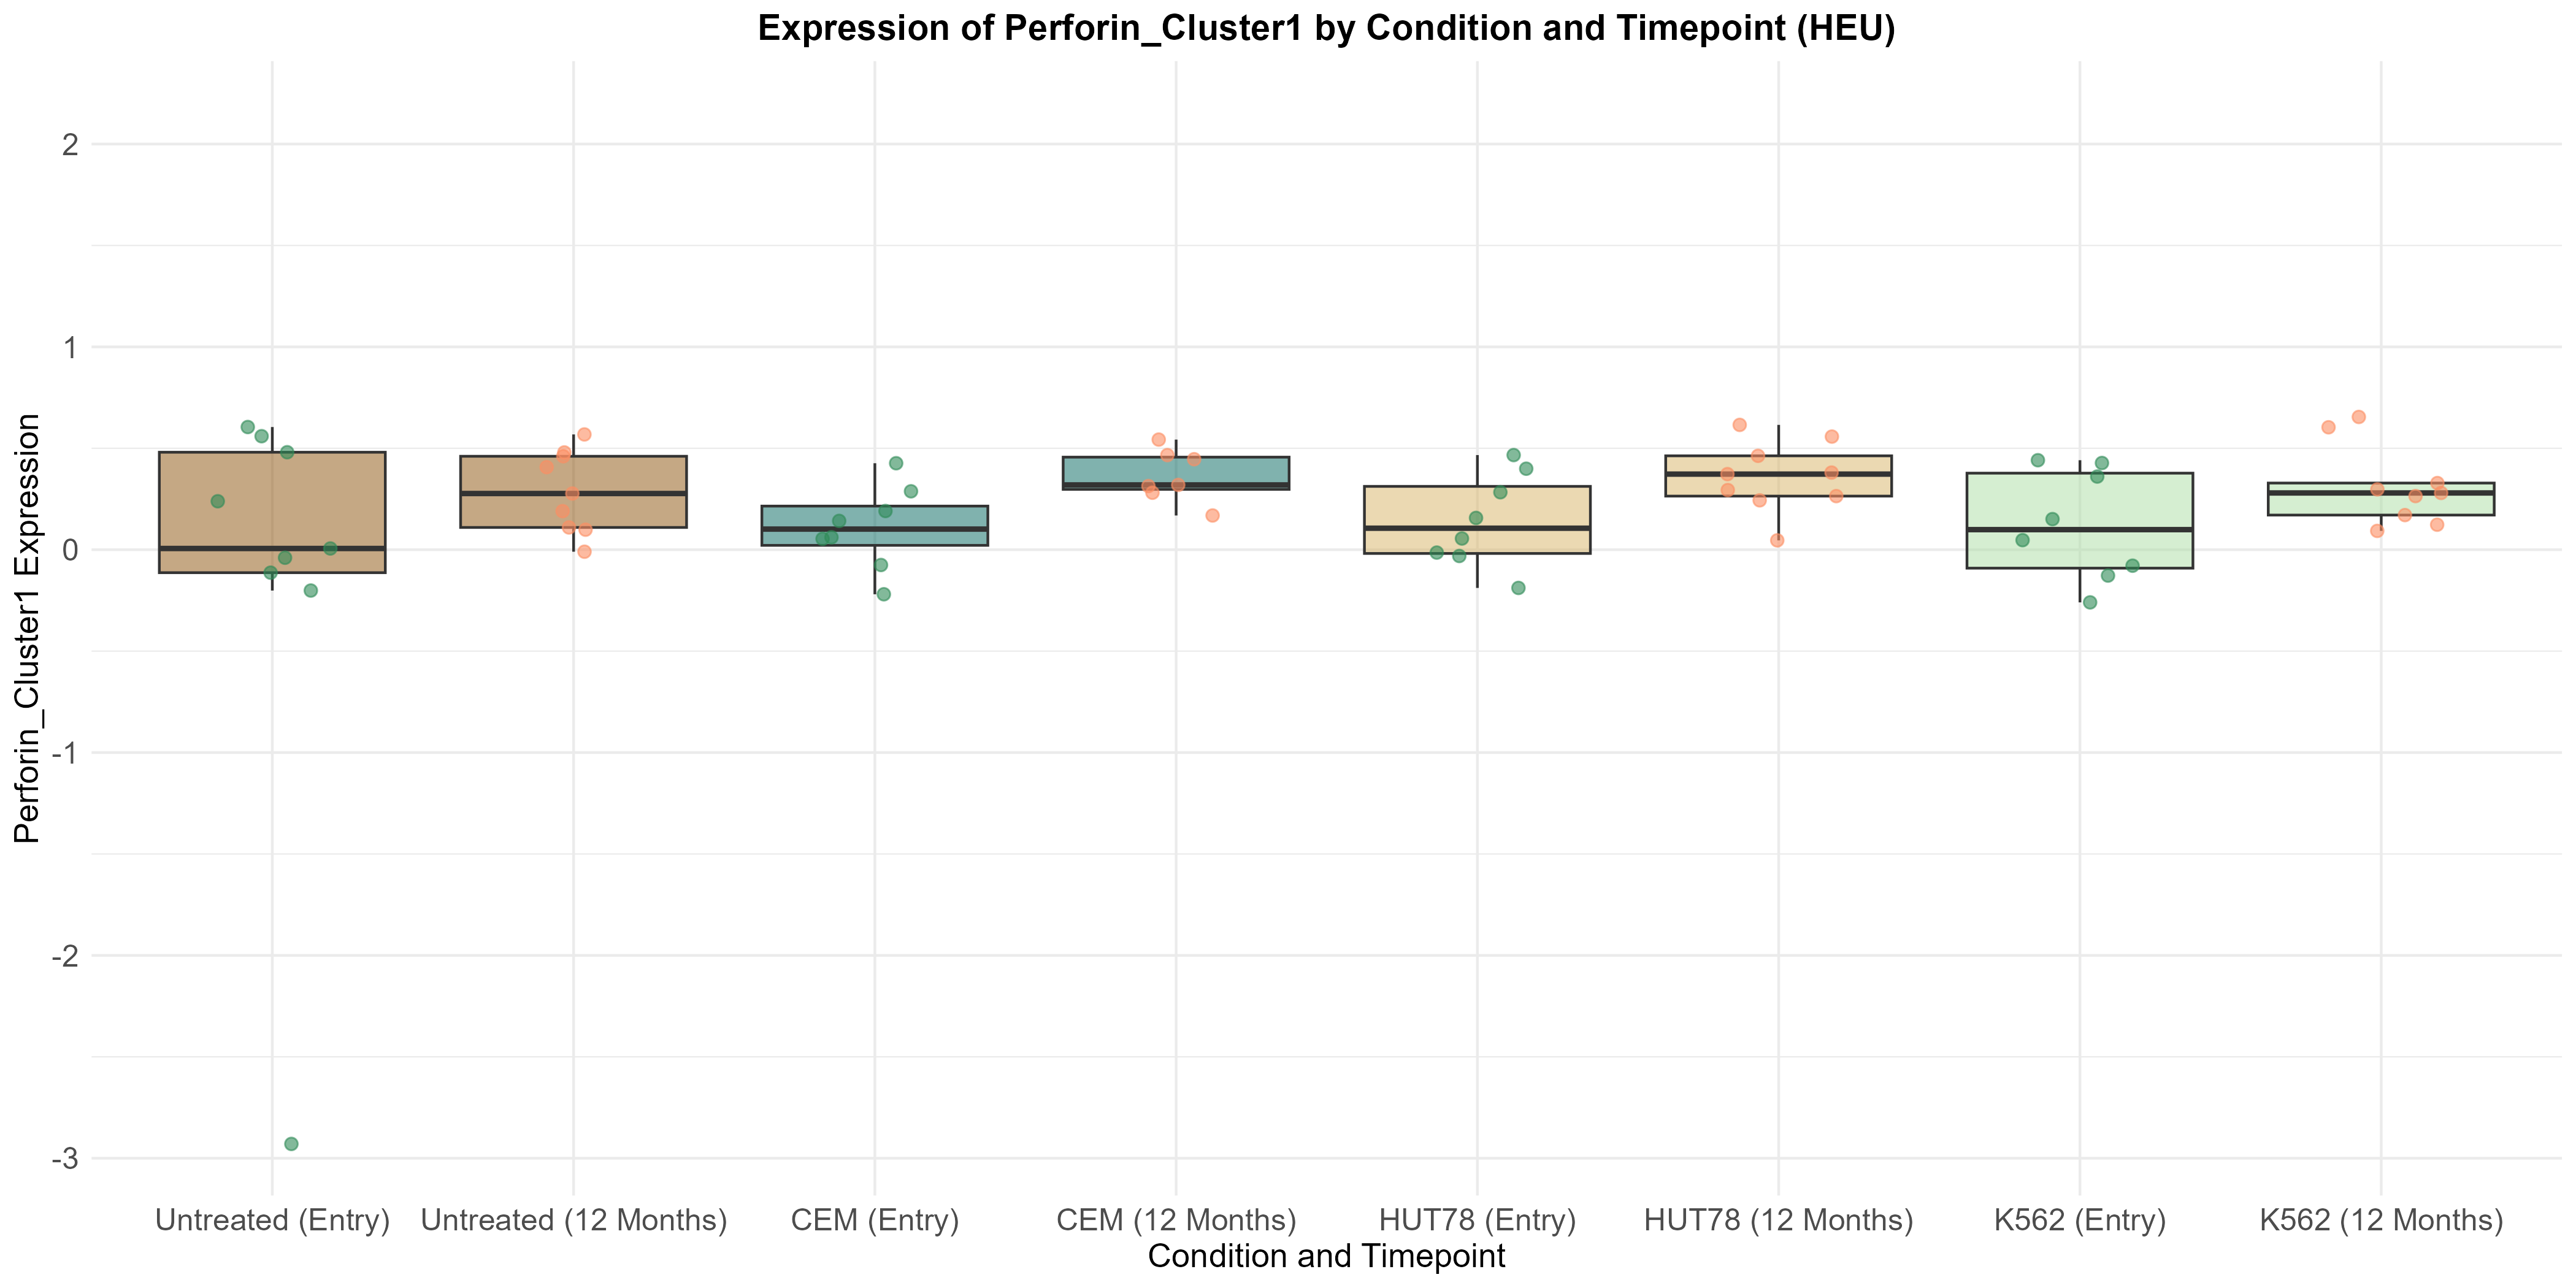 Expression of Perforin_Cluster1 by Condition and Timepoint (HEU)
Perforin_Cluster1 Expression
2
1
0
-1
-2
-3
Untreated (Entry)
Untreated (12 Months)
CEM (Entry)
CEM (12 Months)
HUT78 (Entry)
HUT78 (12 Months)
K562 (Entry)
K562 (12 Months)
Condition and Timepoint